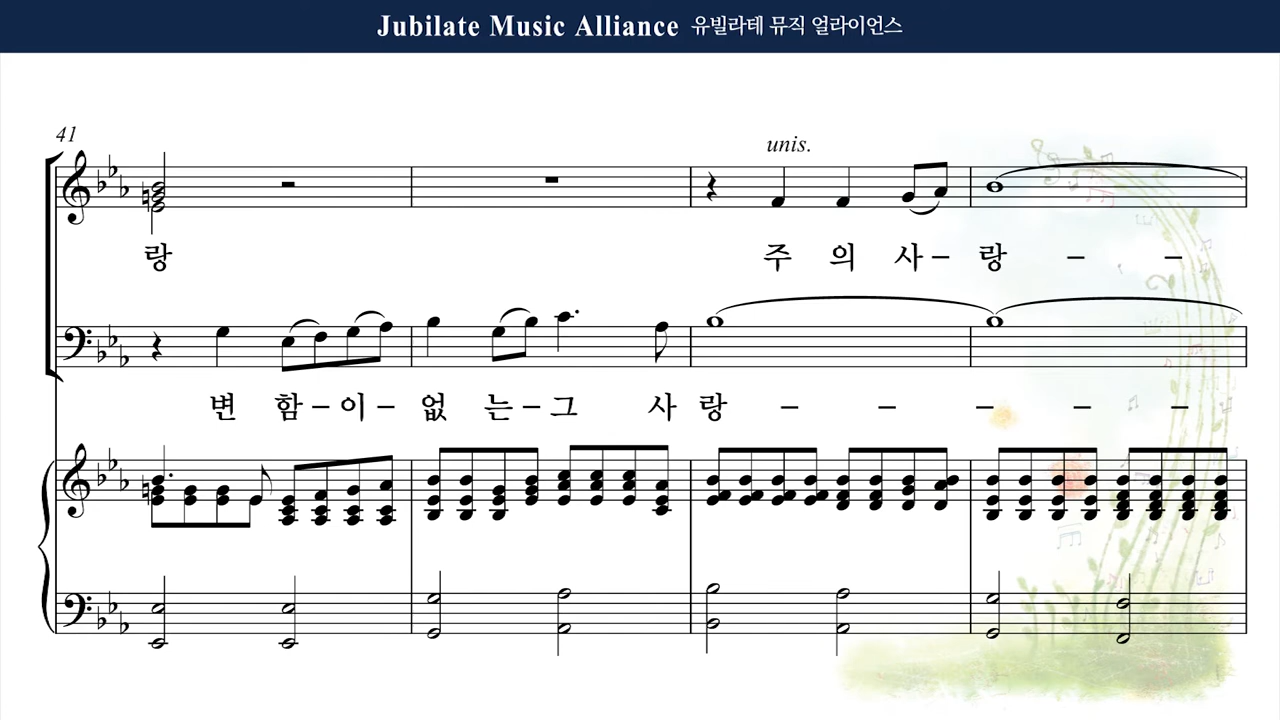 Jubilate Music Alliance 유빌라테 뮤직 얼라이언스
41
unis.
랑 주 의 사 – 랑 – –
변 함 – 이 – 없 는 – 그 사 랑 – – – – –